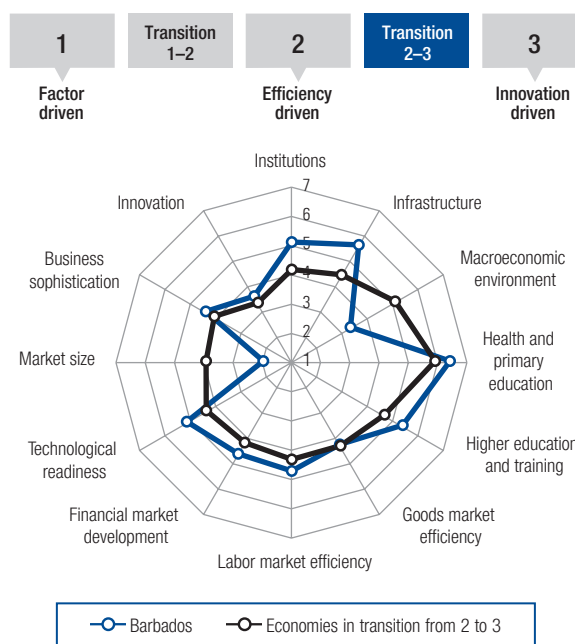 1
Transition
1–2
2
Transition
2–3
3
Factor
driven
Efficiency
driven
Innovation
driven
Institutions
7
6
5
4
3
2
1
Infrastructure
Macroeconomic
environment
Health and
primary
education
Higher education
and training
Goods market
efficiency
Labor market efficiency
Financial market
development
Technological
readiness
Market size
Business
sophistication
Innovation
Barbados
Economies in transition from 2 to 3